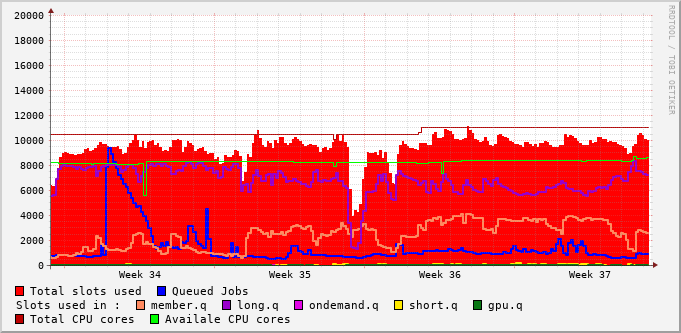 20000
18000
16000
14000
12000
10000
8000
6000
4000
2000
0
RRDTOOL / TOBI OETIKER
Week 34 Week 35 Week 36 Week 37
Total slots used Queued Jobs
Slots used in : member.q long.q ondemand.q short.q gpu.q
Total CPU cores Availale CPU cores